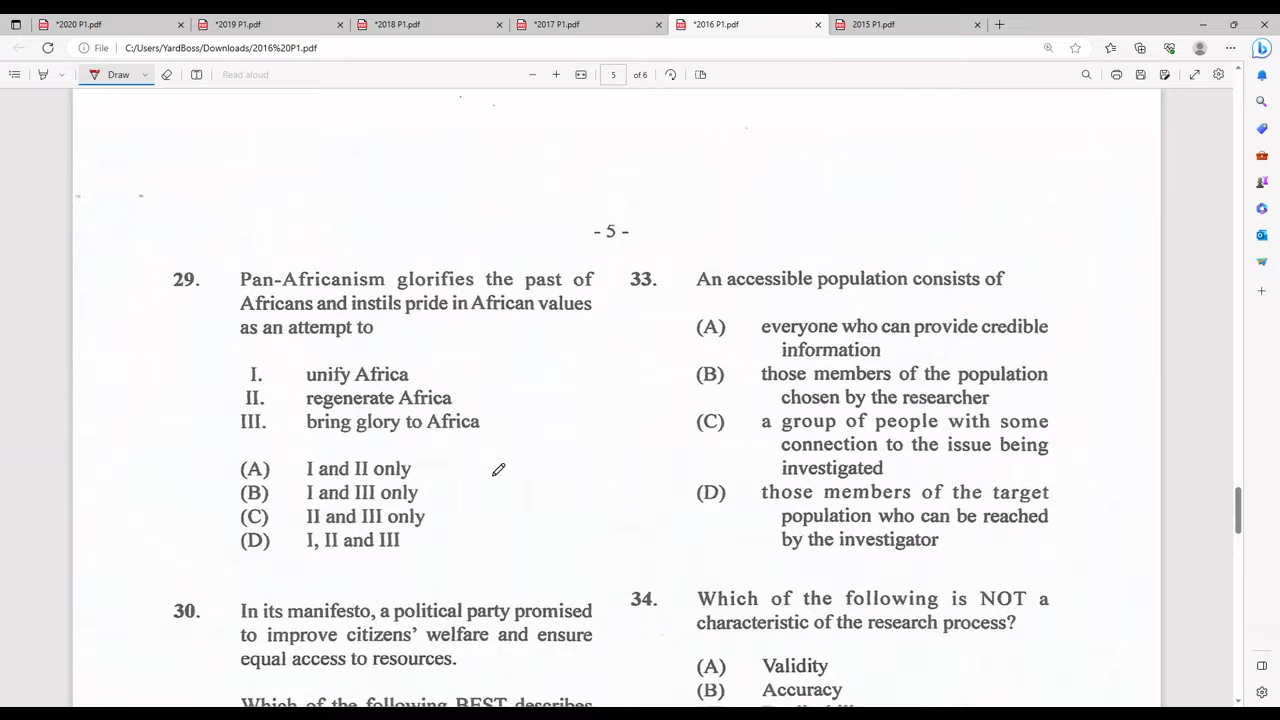 *2020 P1.pdf
*2019 P1.pdf
*2018 P1.pdf
*2017 P1.pdf
*2016 P1.pdf
2015 P1.pdf
File
C:/Users/YardBoss/Downloads/2016%20P1.pdf
Draw
Read aloud
5
of 6
- 5 -
29.
Pan-Africanism glorifies the past of
Africans and instils pride in African values
as an attempt to
I. unify Africa
II. regenerate Africa
III. bring glory to Africa
(A) I and II only
(B) I and III only
(C) II and III only
(D) I, II and III
30.
In its manifesto, a political party promised
to improve citizens' welfare and ensure
equal access to resources.
Which of the following BEST describes
33.
An accessible population consists of
(A) everyone who can provide credible
information
(B) those members of the population
chosen by the researcher
(C) a group of people with some
connection to the issue being
investigated
(D) those members of the target
population who can be reached
by the investigator
34.
Which of the following is NOT a
characteristic of the research process?
(A) Validity
(B) Accuracy